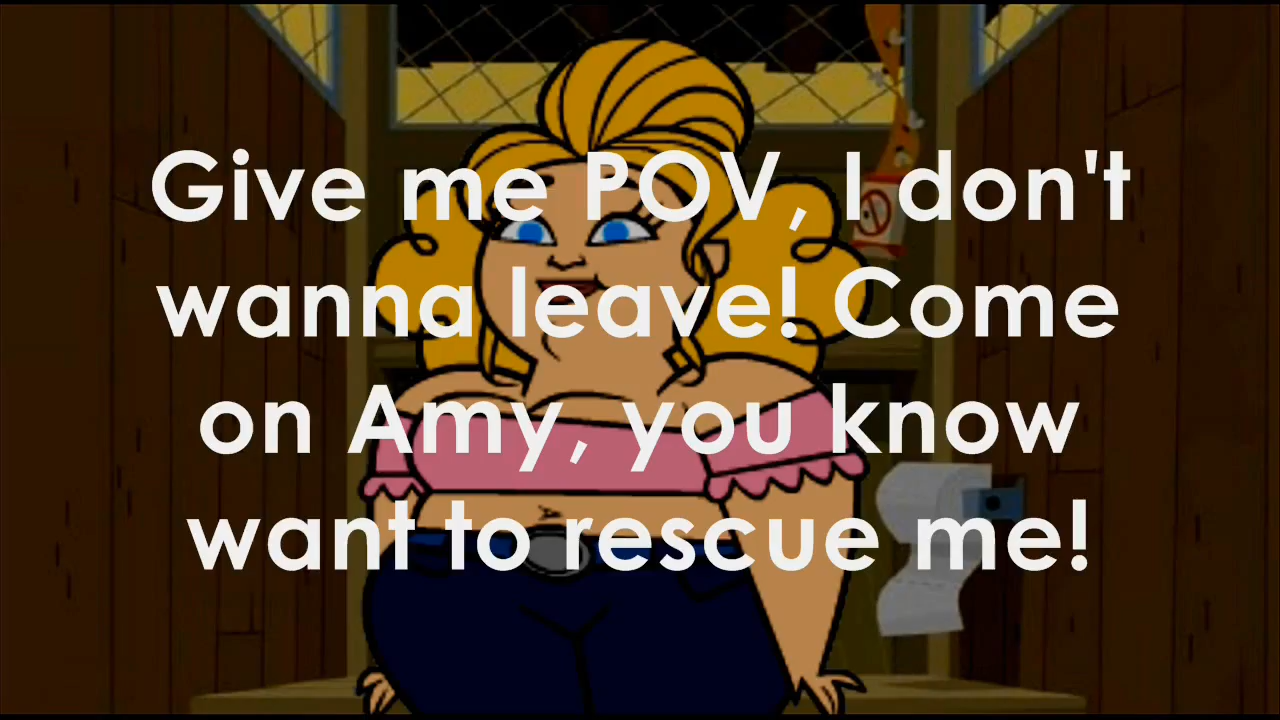 Give me POV, I don't
wanna leave! Come
on Amy, you know
want to rescue me!